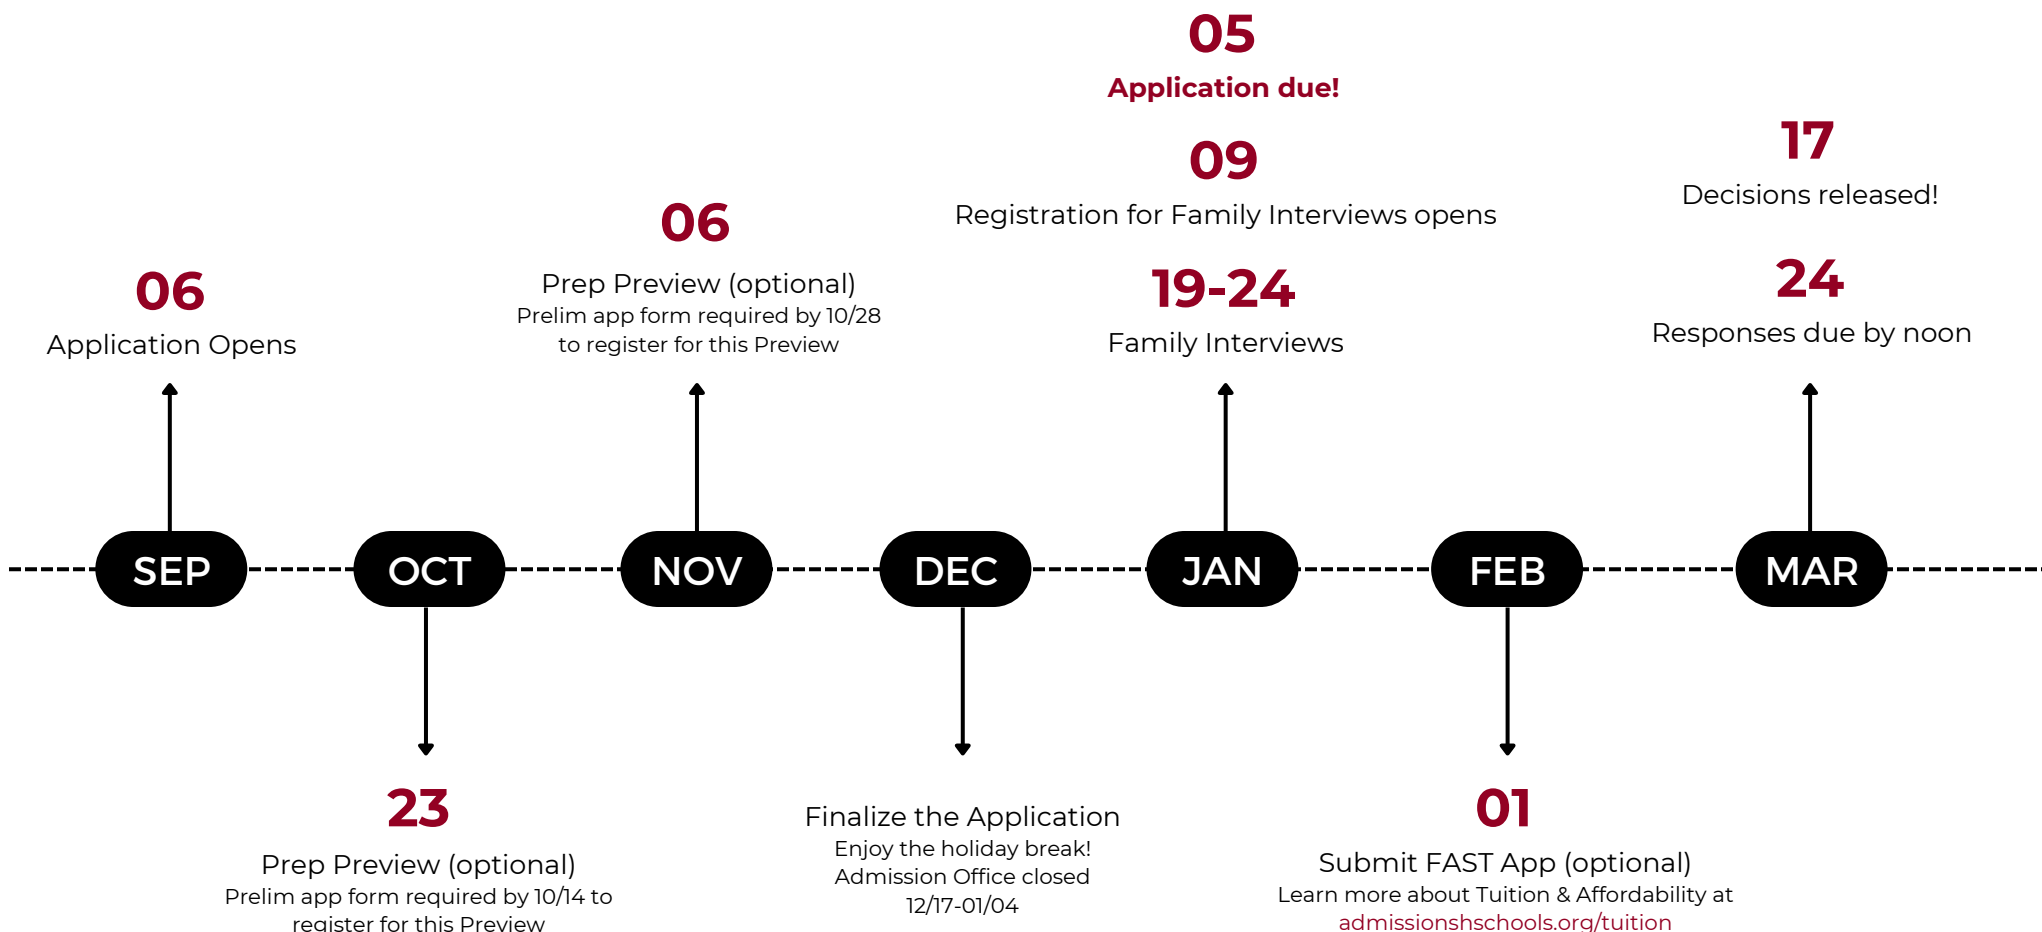 06
Application Opens
06
Prep Preview (optional)
Prelim app form required by 10/28
to register for this Preview
05
Application due!
09
Registration for Family Interviews opens
19-24
Family Interviews
17
Decisions released!
24
Responses due by noon
SEP
OCT
NOV
DEC
JAN
FEB
MAR
23
Prep Preview (optional)
Prelim app form required by 10/14 to
register for this Preview
Finalize the Application
Enjoy the holiday break!
Admission Office closed
12/17-01/04
01
Submit FAST App (optional)
Learn more about Tuition & Affordability at
admissionshschools.org/tuition